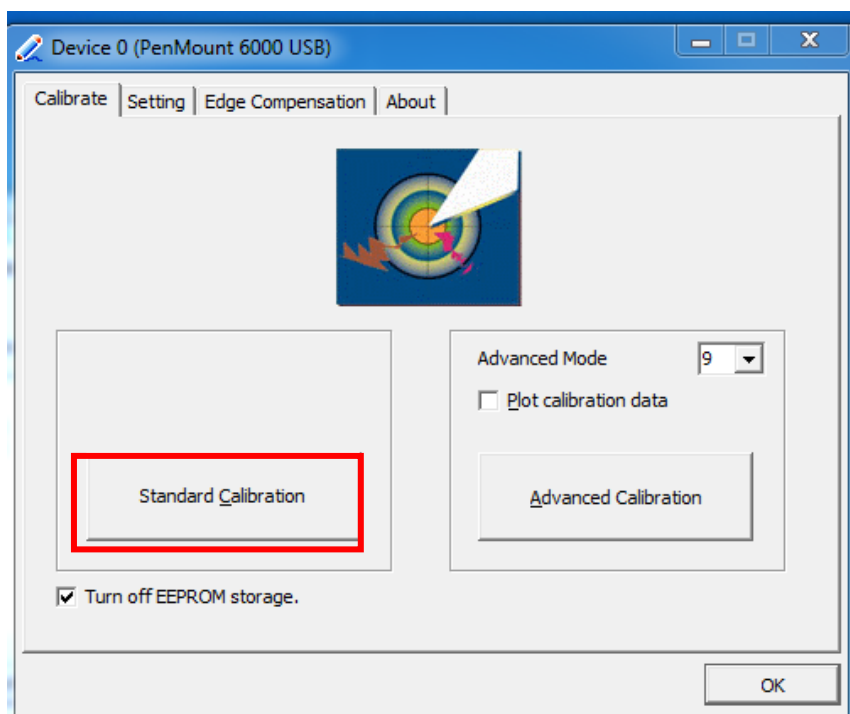 Device 0 (PenMount 6000 USB)
Calibrate Setting Edge Compensation About
Advanced Mode 9
Plot calibration data
Standard Calibration Advanced Calibration
Turn off EEPROM storage.
OK